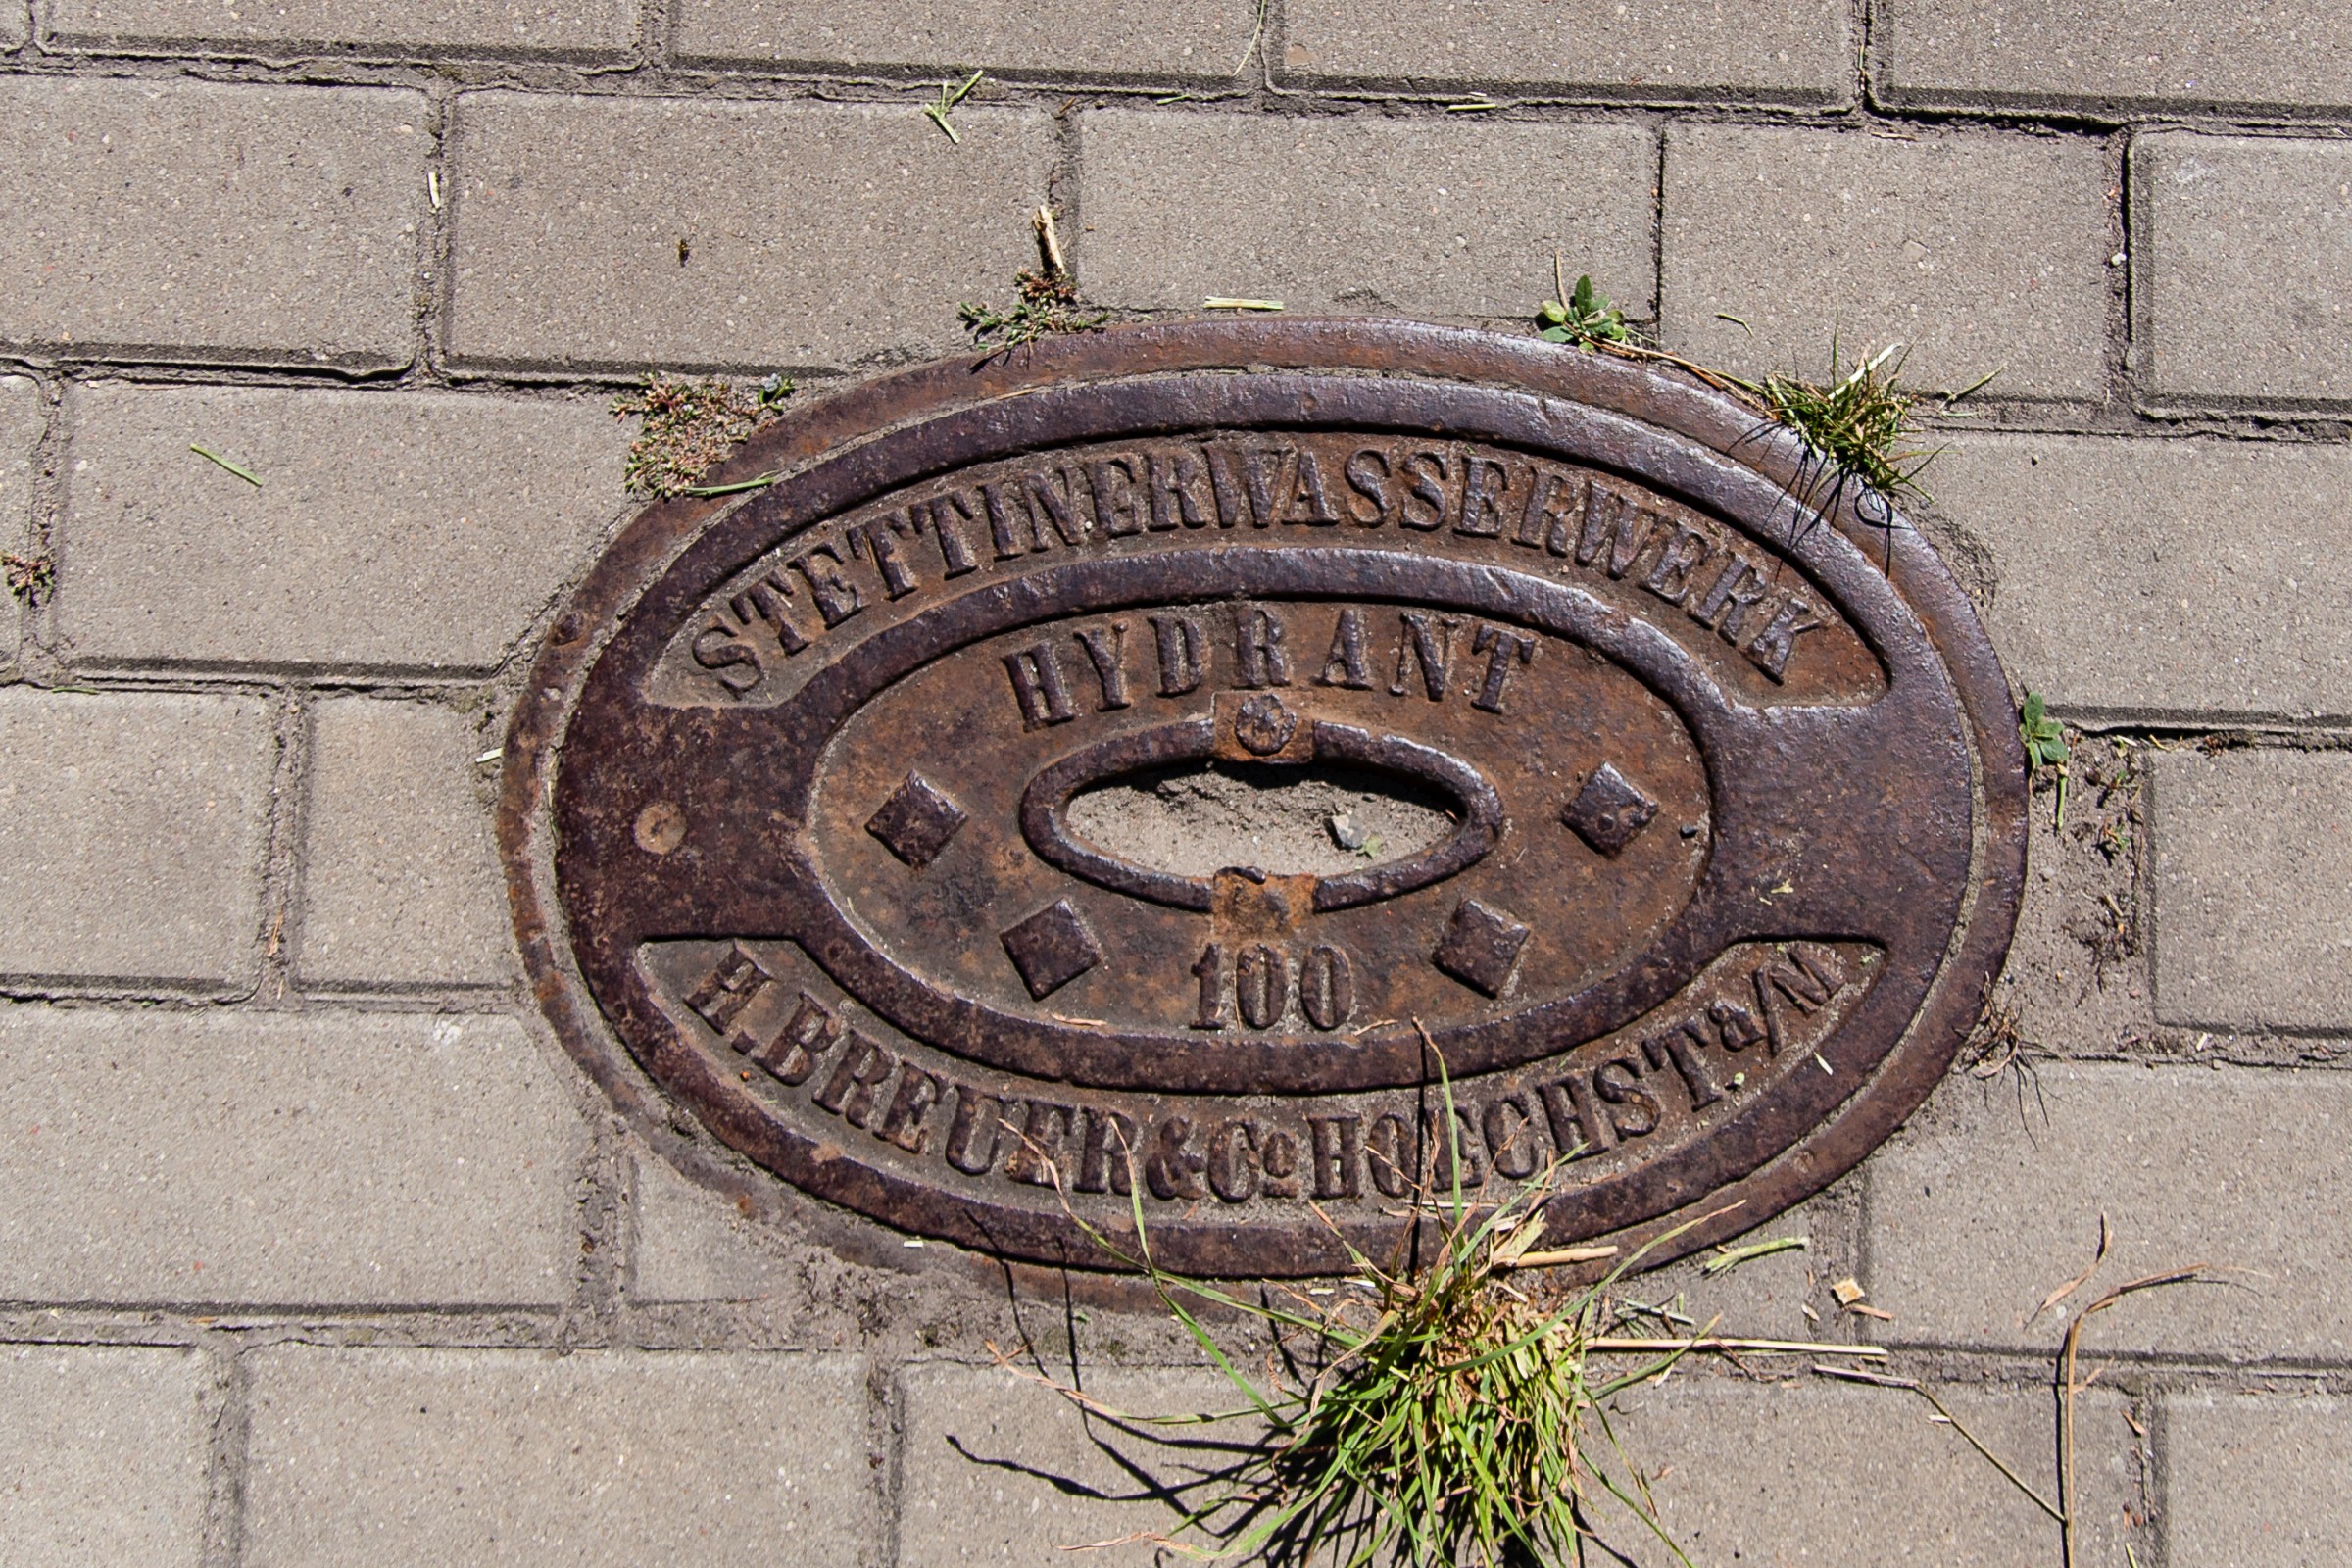 STETTINERWASSERWERK
HYDRANT
100
H.BREUER&Co HOECHST.a/M